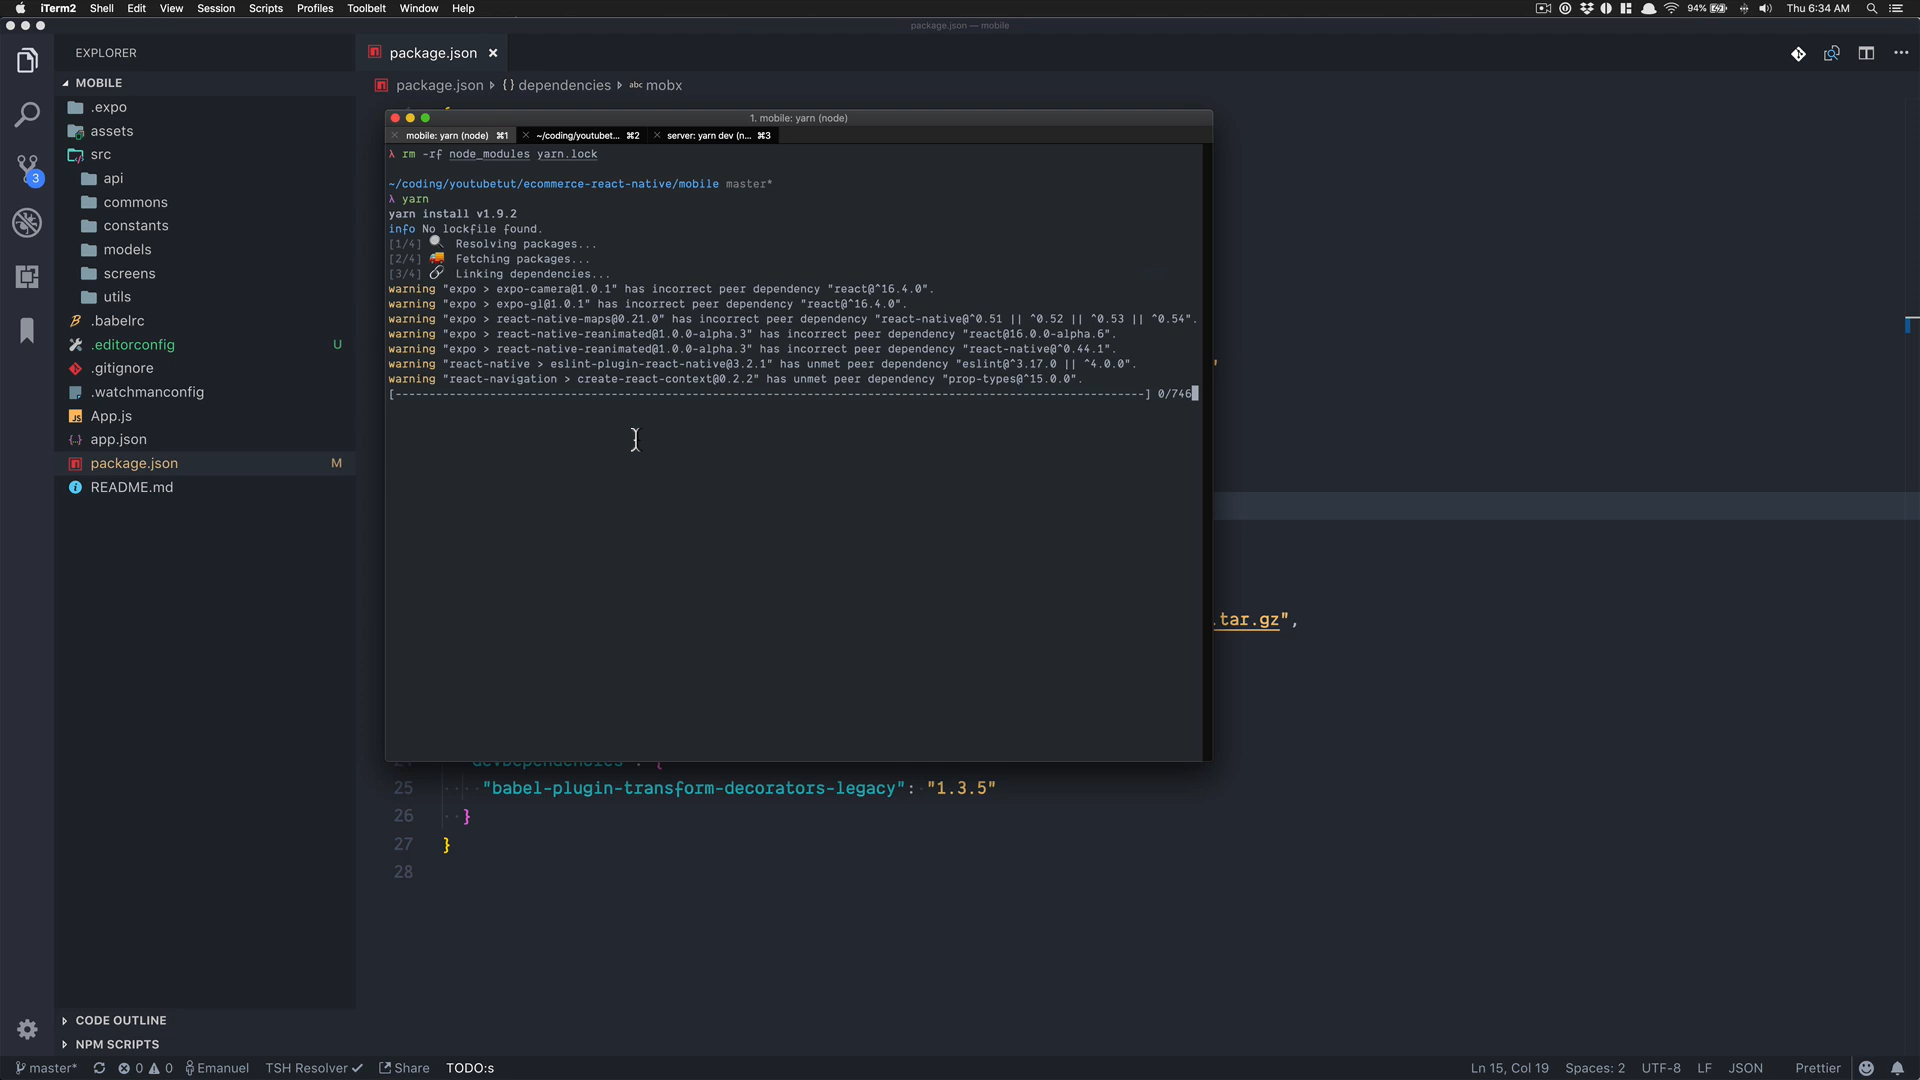 iTerm2 Shell Edit View Session Scripts Profiles Toolbelt Window Help
94% Thu 6:34 AM
package.json — mobile
EXPLORER
package.json
MOBILE
package.json dependencies abc mobx
.expo
assets
src
api
commons
constants
models
screens
utils
.babelrc
.editorconfig U
.gitignore
.watchmanconfig
App.js
app.json
package.json M
README.md
CODE OUTLINE
NPM SCRIPTS
3
1. mobile: yarn (node)
mobile: yarn (node) ⌘1 ~/coding/youtubet... ⌘2 server: yarn dev (n... ⌘3
λ rm -rf node_modules yarn.lock
~/coding/youtubetut/ecommerce-react-native/mobile master*
λ yarn
yarn install v1.9.2
info No lockfile found.
[1/4] 🔍 Resolving packages...
[2/4] 🚚 Fetching packages...
[3/4] 🔗 Linking dependencies...
warning "expo > expo-camera@1.0.1" has incorrect peer dependency "react@^16.4.0".
warning "expo > expo-gl@1.0.1" has incorrect peer dependency "react@^16.4.0".
warning "expo > react-native-maps@0.21.0" has incorrect peer dependency "react-native@^0.51 || ^0.52 || ^0.53 || ^0.54".
warning "expo > react-native-reanimated@1.0.0-alpha.3" has incorrect peer dependency "react@16.0.0-alpha.6".
warning "expo > react-native-reanimated@1.0.0-alpha.3" has incorrect peer dependency "react-native@^0.44.1".
warning "react-native > eslint-plugin-react-native@3.2.1" has unmet peer dependency "eslint@^3.17.0 || ^4.0.0".
warning "react-navigation > create-react-context@0.2.2" has unmet peer dependency "prop-types@^15.0.0".
[----------------------------------------------------------------------------------------------------------------] 0/746
"
.tar.gz",
24 "devDependencies": {
25 "babel-plugin-transform-decorators-legacy": "1.3.5"
26 }
27 }
28
master* 0 0 Emanuel TSH Resolver ✓ Share TODO:s
Ln 15, Col 19 Spaces: 2 UTF-8 LF JSON Prettier